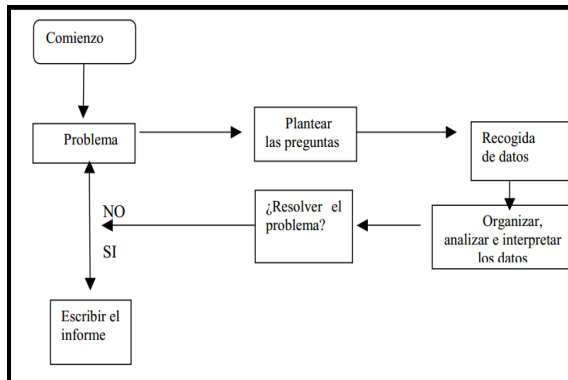 Comienzo
Problema
Plantear
las preguntas
Recogida
de datos
Organizar,
analizar e interpretar
los datos
¿Resolver el
problema?
NO
SI
Escribir el
informe